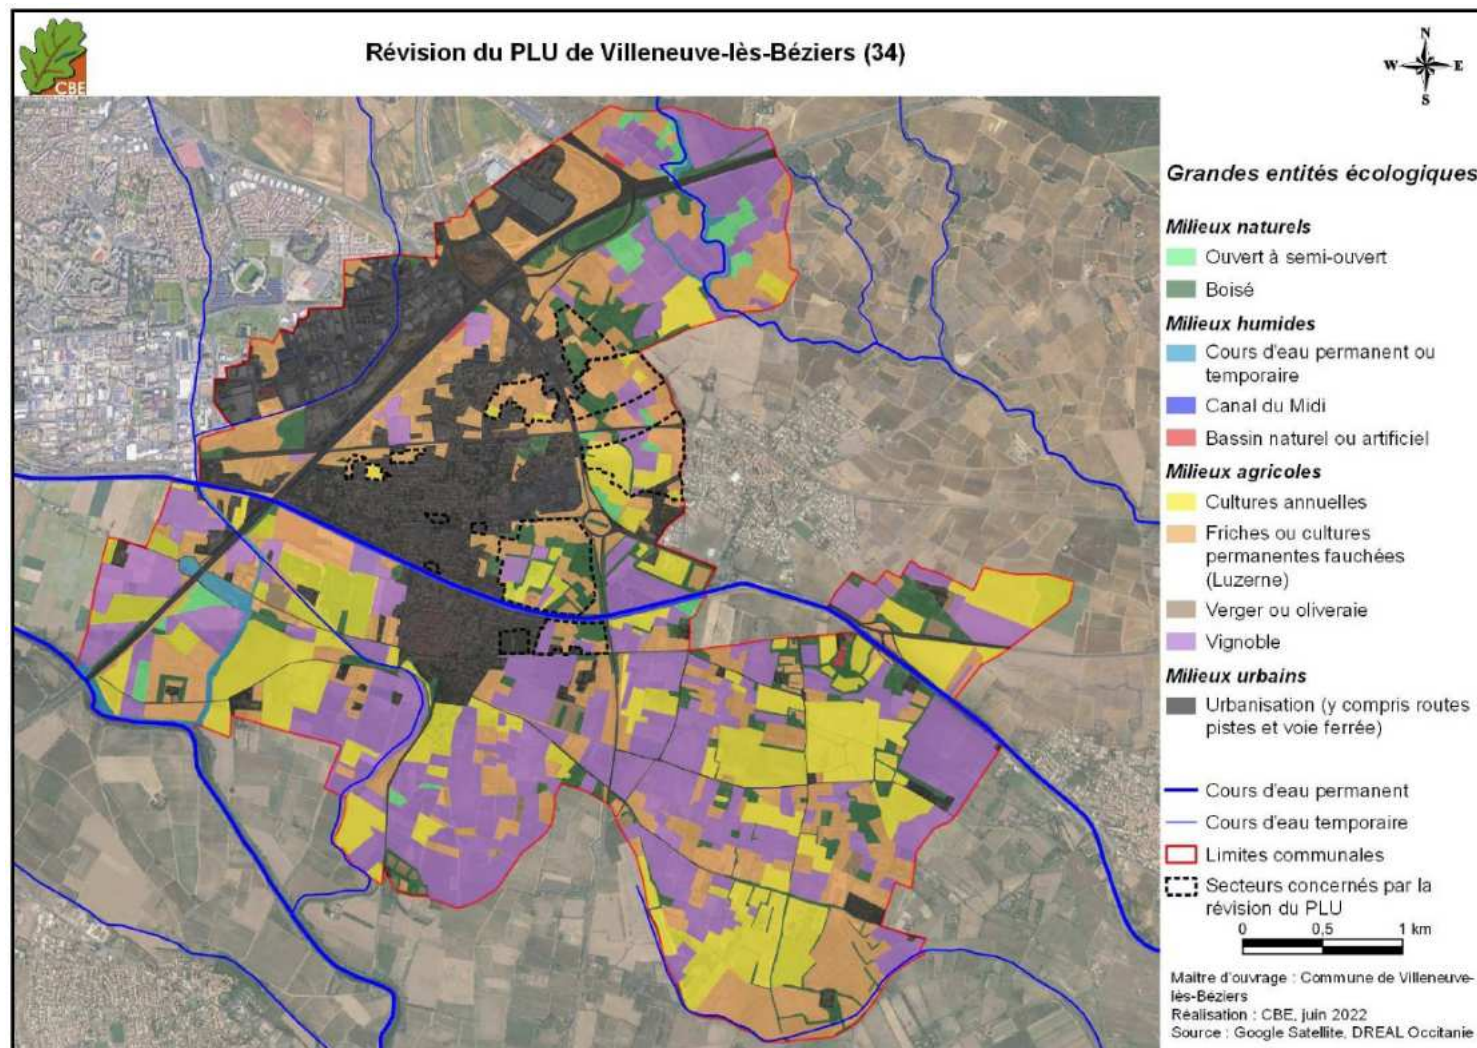 Révision du PLU de Villeneuve-lès-Béziers (34)
CBE
N
W E
S
Grandes entités écologiques
Milieux naturels
Ouvert à semi-ouvert
Boisé
Milieux humides
Cours d'eau permanent ou
temporaire
Canal du Midi
Bassin naturel ou artificiel
Milieux agricoles
Cultures annuelles
Friches ou cultures
permanentes fauchées
(Luzerne)
Verger ou oliveraie
Vignoble
Milieux urbains
Urbanisation (y compris routes
pistes et voie ferrée)
Cours d'eau permanent
Cours d'eau temporaire
Limites communales
Secteurs concernés par la
révision du PLU
0 0,5 1 km
Maître d'ouvrage : Commune de Villeneuve-
lès-Béziers
Réalisation : CBE, juin 2022
Source : Google Satellite, DREAL Occitanie